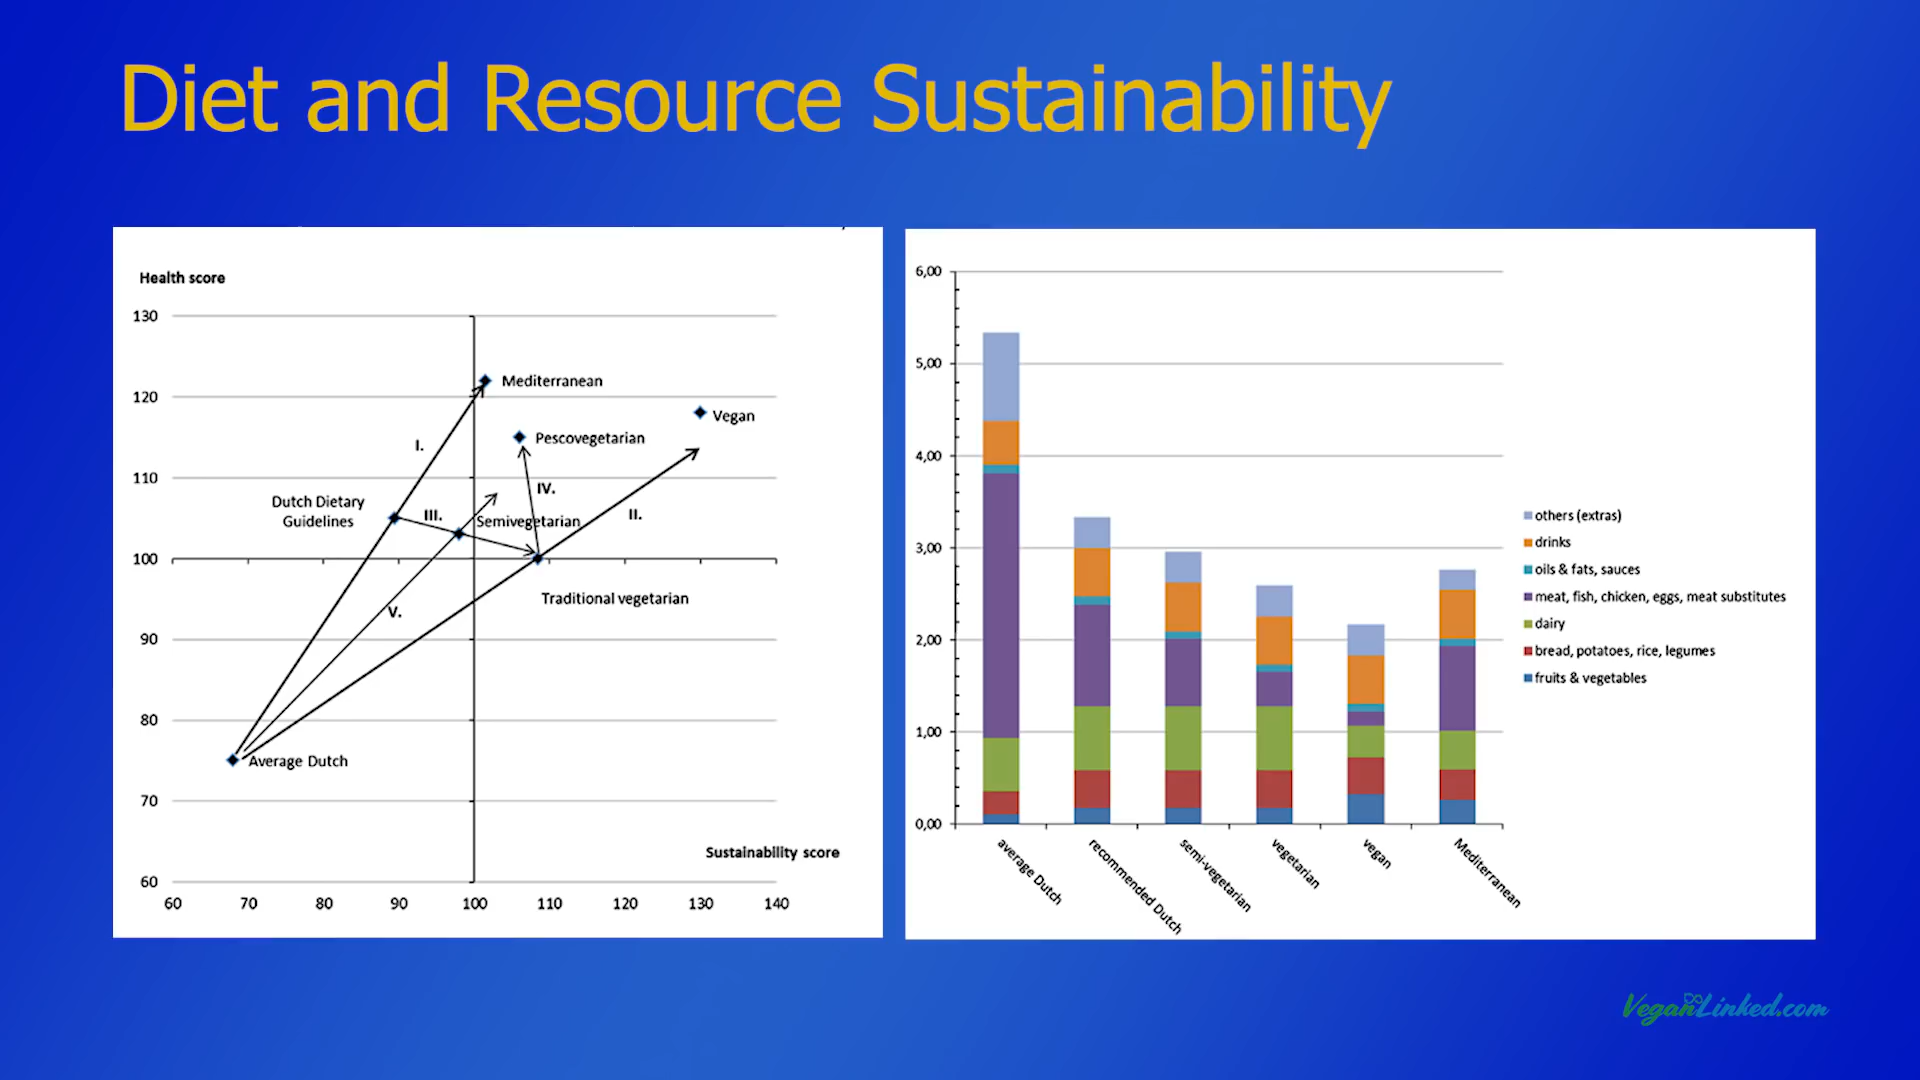 Diet and Resource Sustainability
Health score
130
120
110
100
90
80
70
60
60 70 80 90 100 110 120 130 140
Mediterranean
Vegan
Pescovegetarian
I.
IV.
Dutch Dietary
Guidelines
III.
Semivegetarian
II.
Traditional vegetarian
V.
Average Dutch
Sustainability score
6,00
5,00
4,00
3,00
2,00
1,00
0,00
average Dutch
recommended Dutch
semi-vegetarian
vegetarian
vegan
Mediterranean
others (extras)
drinks
oils & fats, sauces
meat, fish, chicken, eggs, meat substitutes
dairy
bread, potatoes, rice, legumes
fruits & vegetables
VeganLinked.com